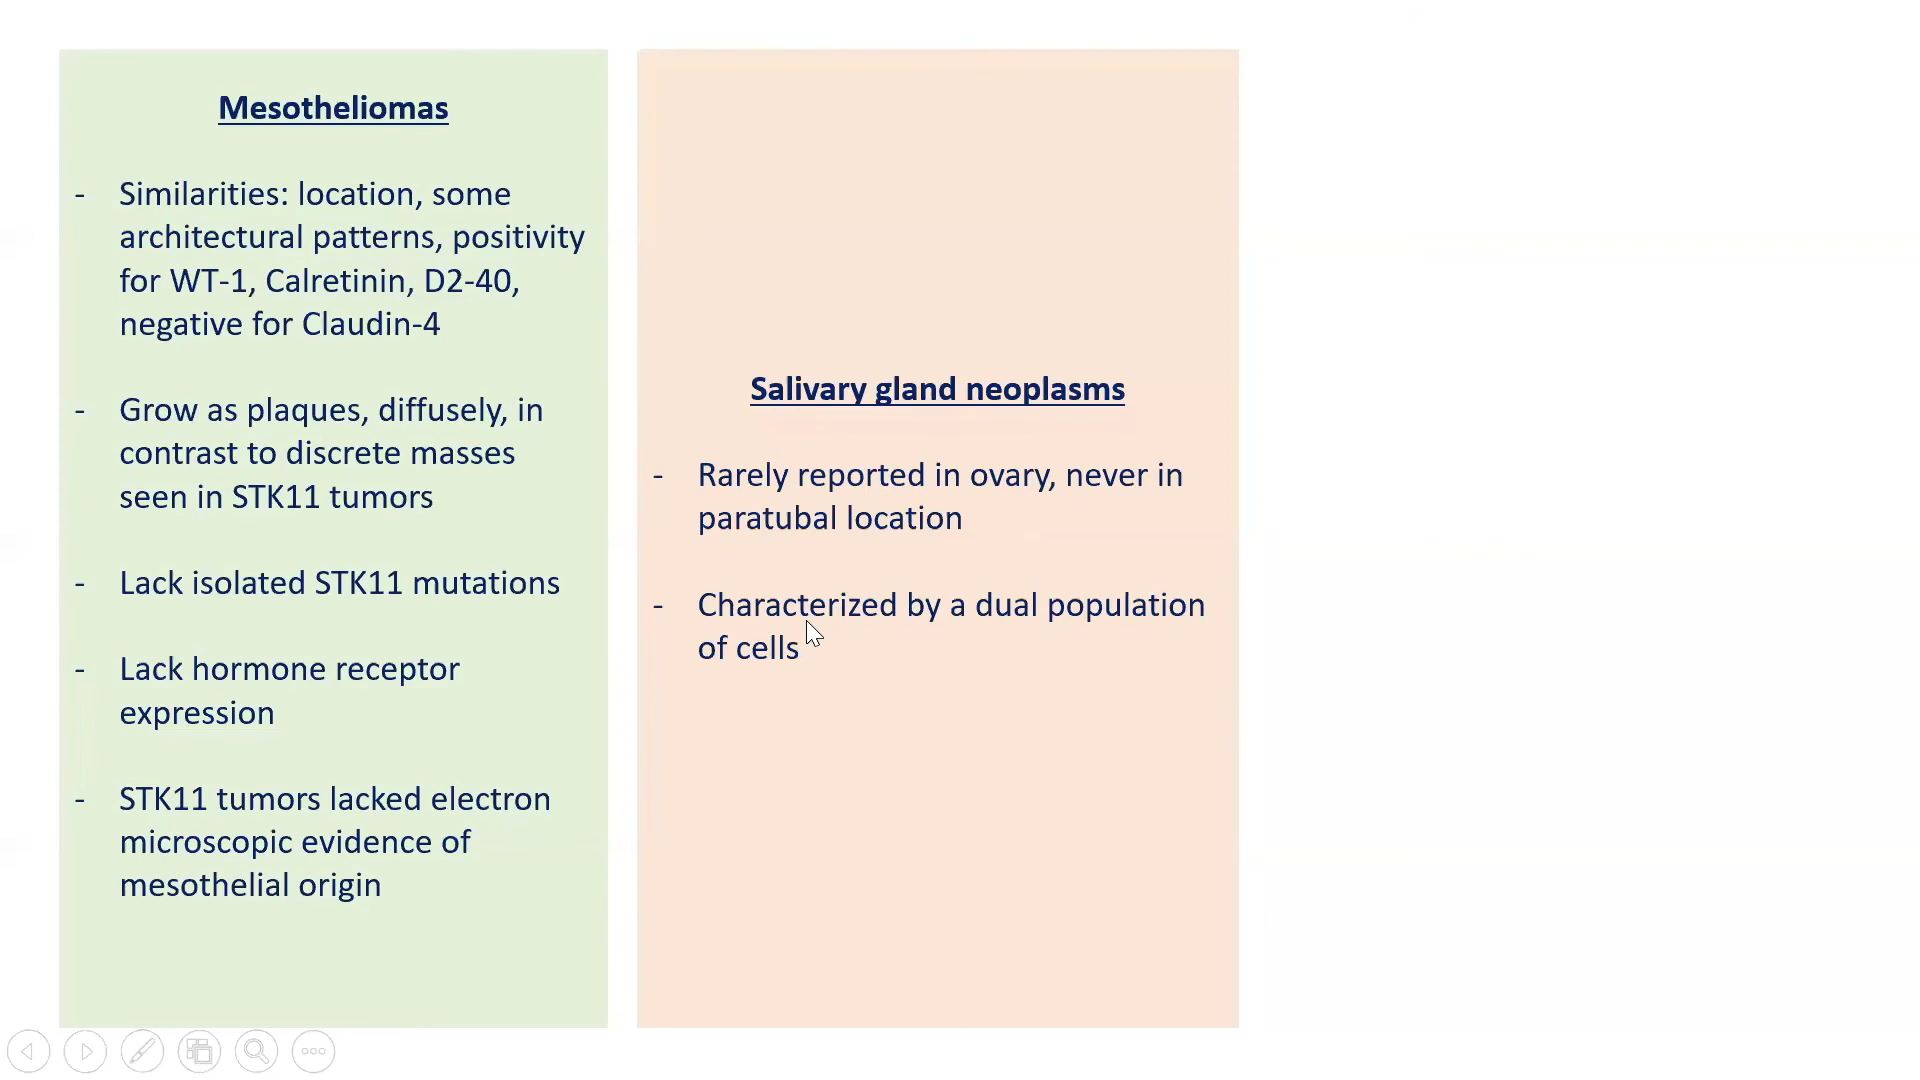 Mesotheliomas
- Similarities: location, some
architectural patterns, positivity
for WT-1, Calretinin, D2-40,
negative for Claudin-4
- Grow as plaques, diffusely, in
contrast to discrete masses
seen in STK11 tumors
- Lack isolated STK11 mutations
- Lack hormone receptor
expression
- STK11 tumors lacked electron
microscopic evidence of
mesothelial origin
Salivary gland neoplasms
- Rarely reported in ovary, never in
paratubal location
- Characterized by a dual population
of cells